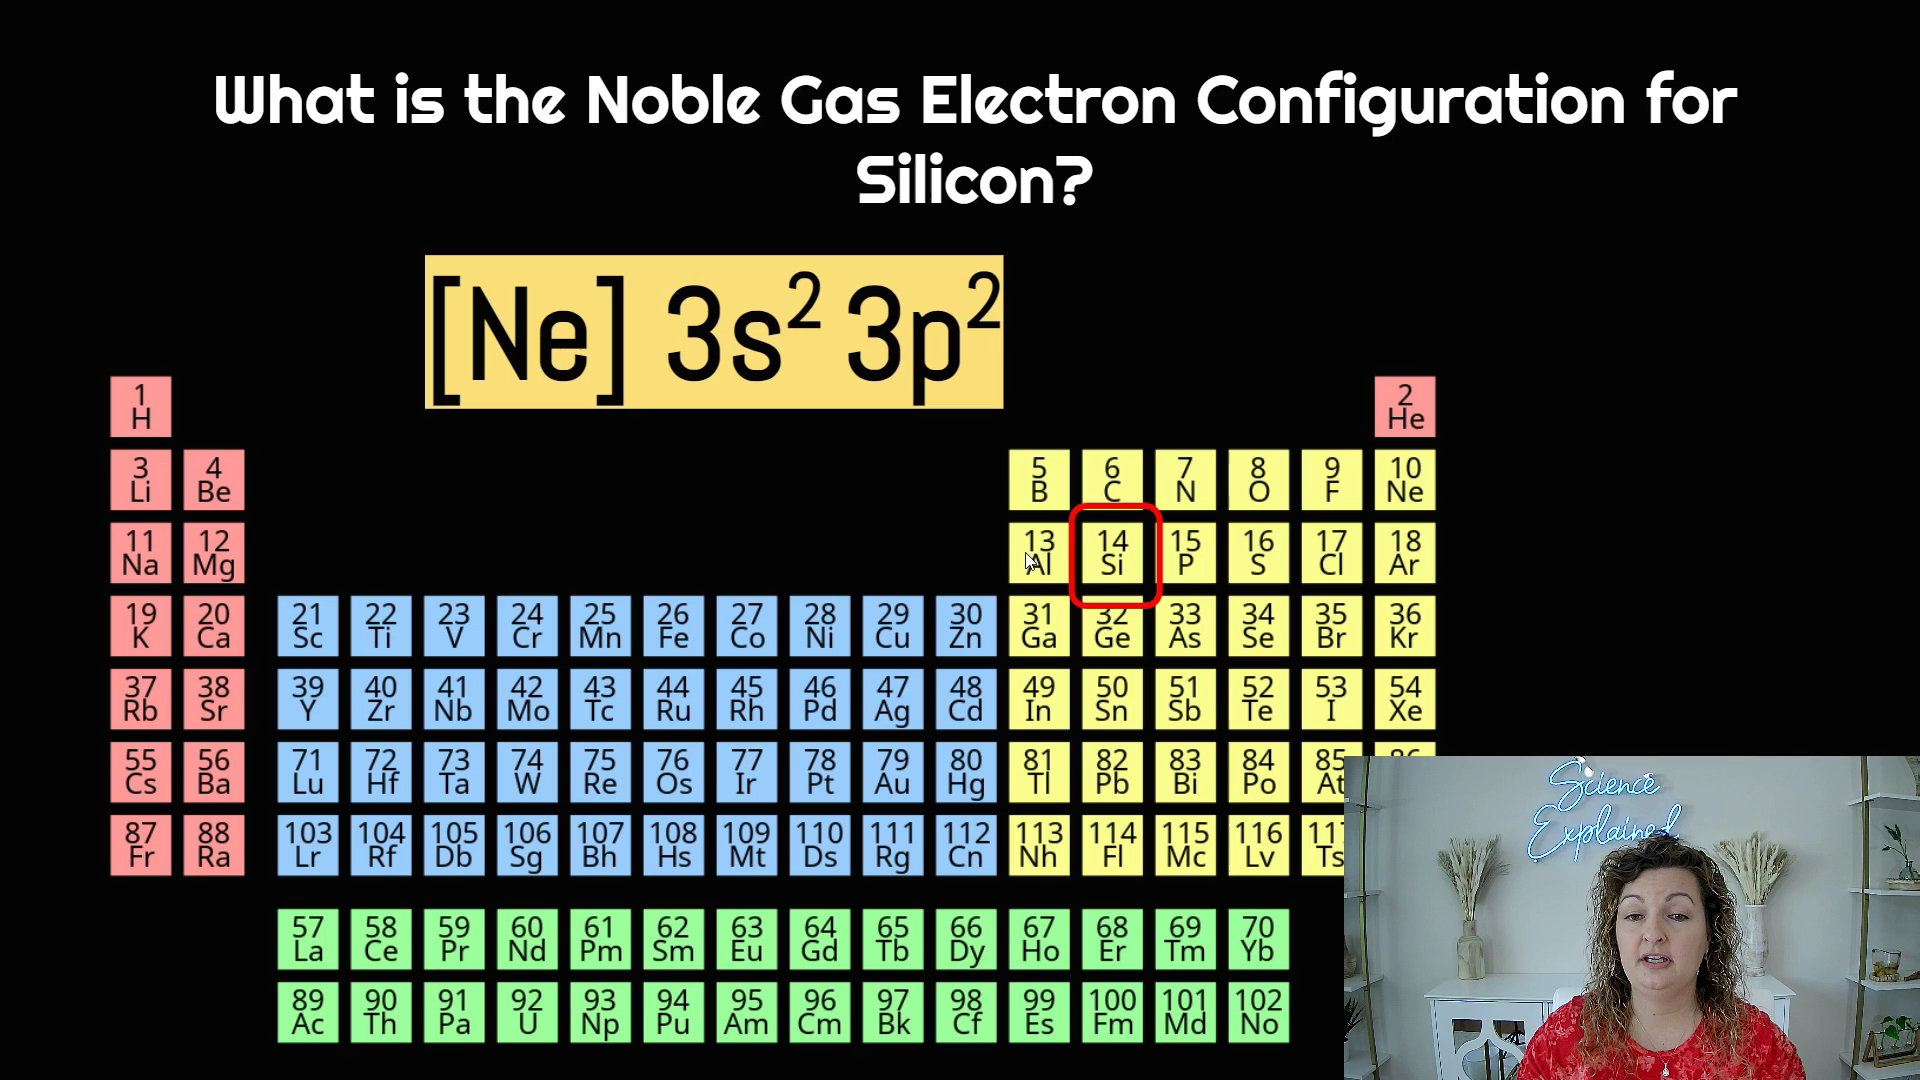 What is the Noble Gas Electron Configuration for
Silicon?
[Ne] 3s² 3p²
1 2
H He
3 4 5 6 7 8 9 10
Li Be B C N O F Ne
11 12 13 14 15 16 17 18
Na Mg Al Si P S Cl Ar
19 20 21 22 23 24 25 26 27 28 29 30 31 32 33 34 35 36
K Ca Sc Ti V Cr Mn Fe Co Ni Cu Zn Ga Ge As Se Br Kr
37 38 39 40 41 42 43 44 45 46 47 48 49 50 51 52 53 54
Rb Sr Y Zr Nb Mo Tc Ru Rh Pd Ag Cd In Sn Sb Te I Xe
55 56 71 72 73 74 75 76 77 78 79 80 81 82 83 84 85 86
Cs Ba Lu Hf Ta W Re Os Ir Pt Au Hg Tl Pb Bi Po At
87 88 103 104 105 106 107 108 109 110 111 112 113 114 115 116
Fr Ra Lr Rf Db Sg Bh Hs Mt Ds Rg Cn Nh Fl Mc Lv Ts
57 58 59 60 61 62 63 64 65 66 67 68 69 70
La Ce Pr Nd Pm Sm Eu Gd Tb Dy Ho Er Tm Yb
89 90 91 92 93 94 95 96 97 98 99 100 101 102
Ac Th Pa U Np Pu Am Cm Bk Cf Es Fm Md No
Science
Explained